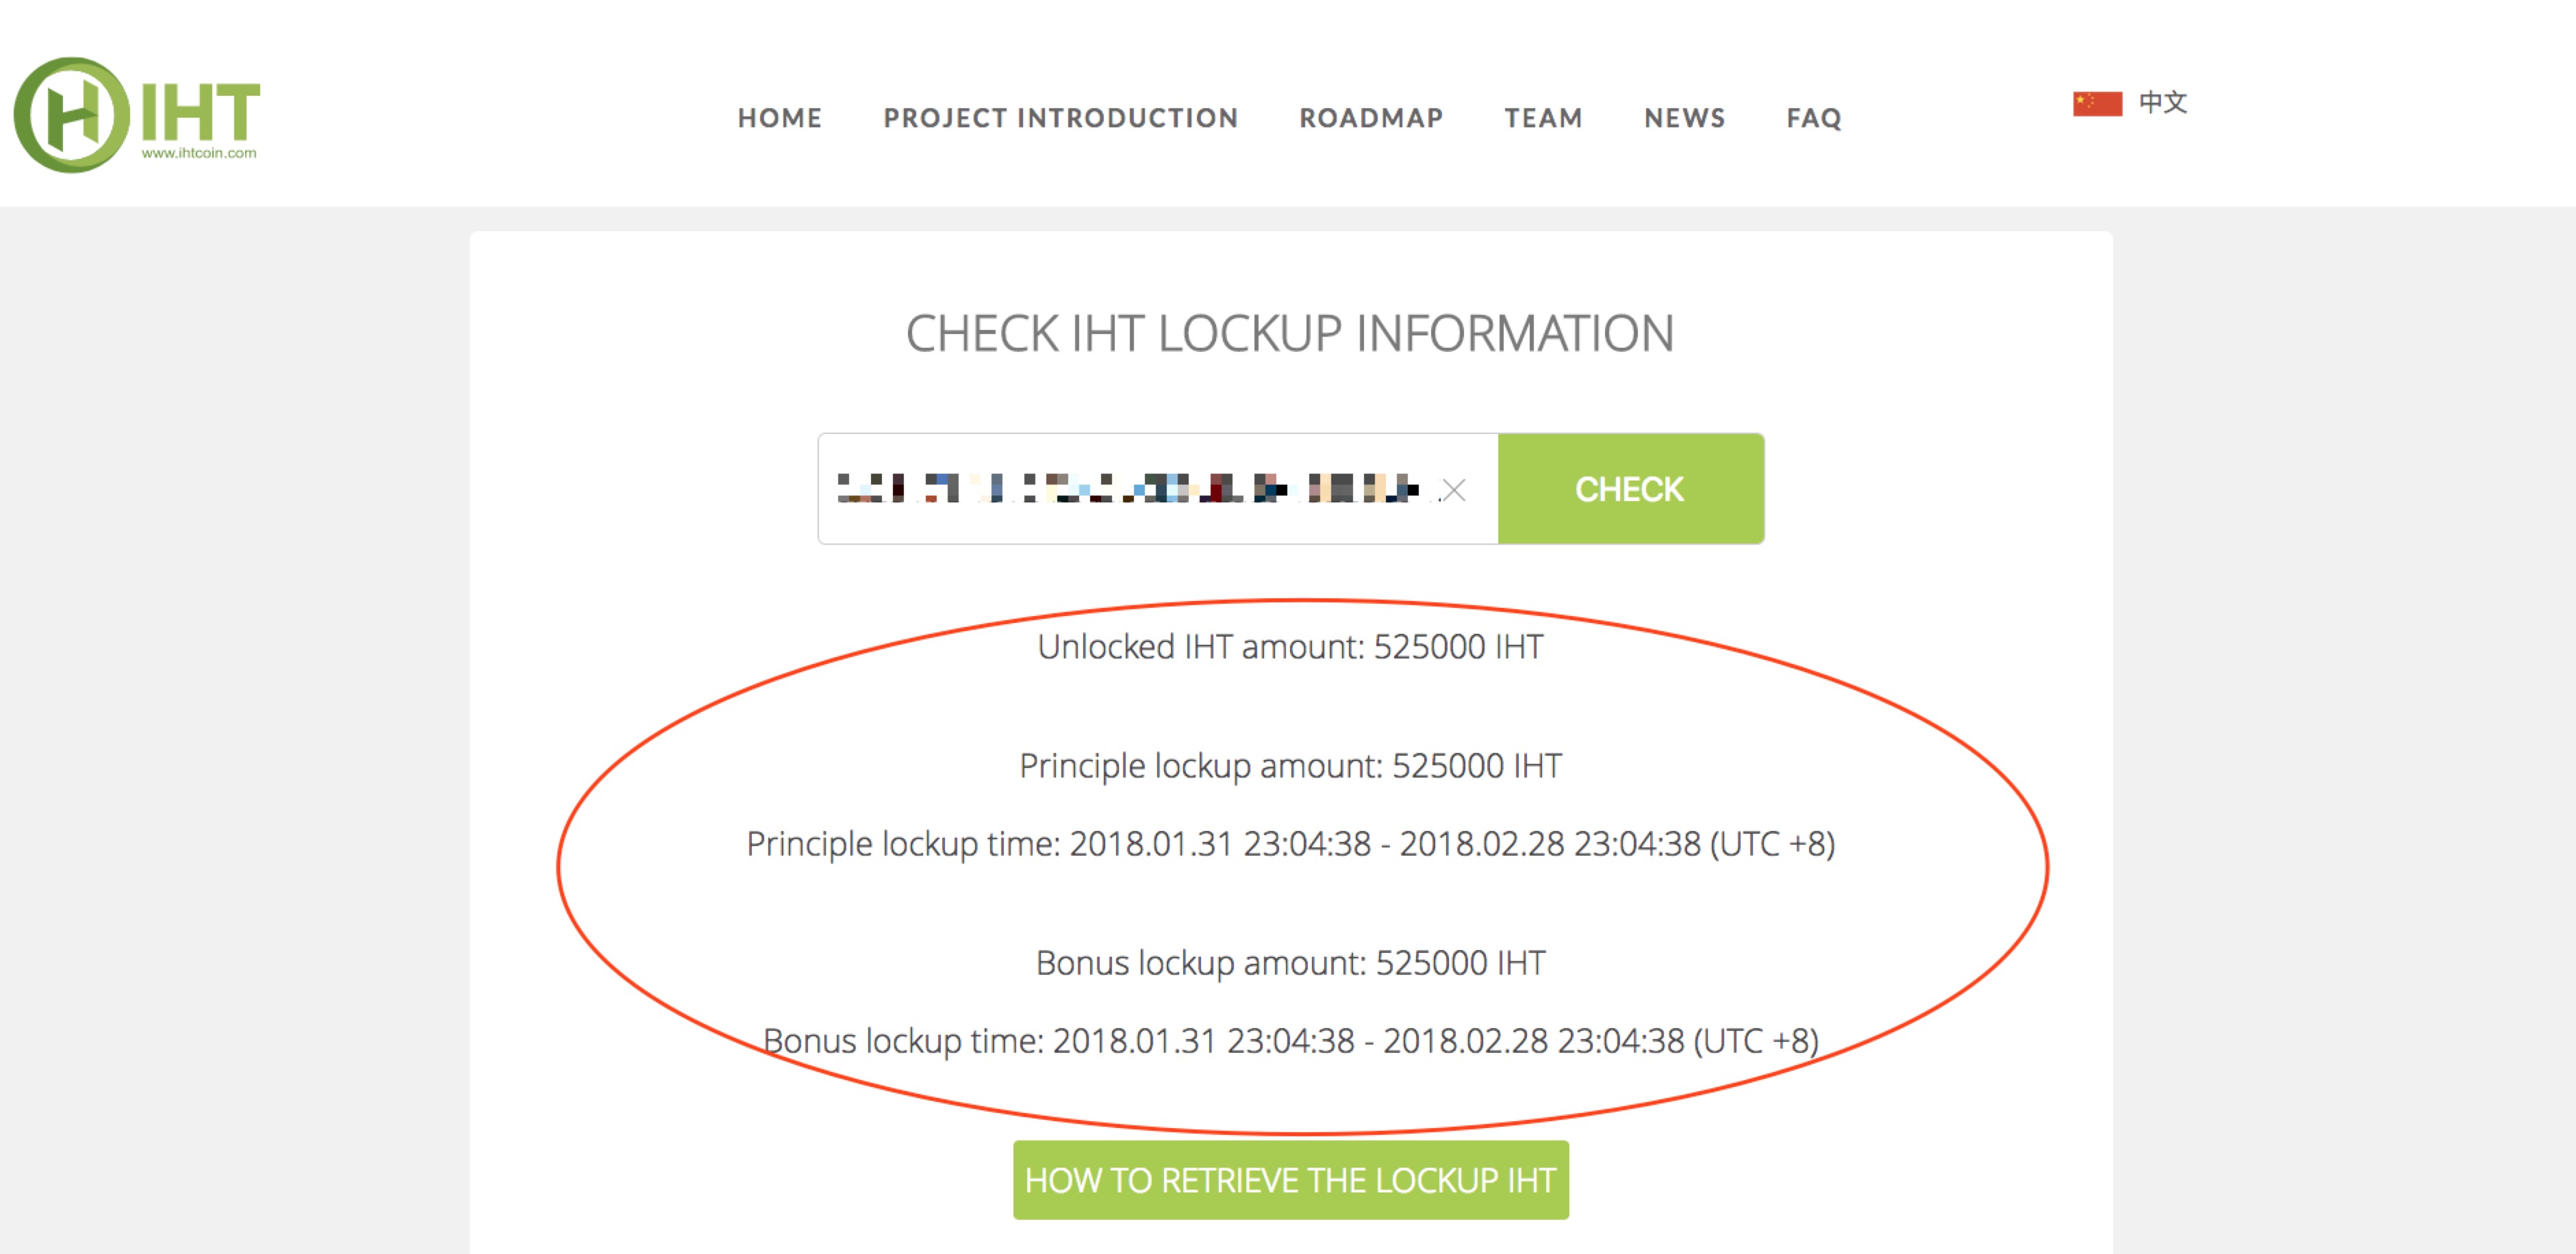 IHT
www.ihtcoin.com
HOME PROJECT INTRODUCTION ROADMAP TEAM NEWS FAQ
中文
CHECK IHT LOCKUP INFORMATION
CHECK
Unlocked IHT amount: 525000 IHT
Principle lockup amount: 525000 IHT
Principle lockup time: 2018.01.31 23:04:38 - 2018.02.28 23:04:38 (UTC +8)
Bonus lockup amount: 525000 IHT
Bonus lockup time: 2018.01.31 23:04:38 - 2018.02.28 23:04:38 (UTC +8)
HOW TO RETRIEVE THE LOCKUP IHT